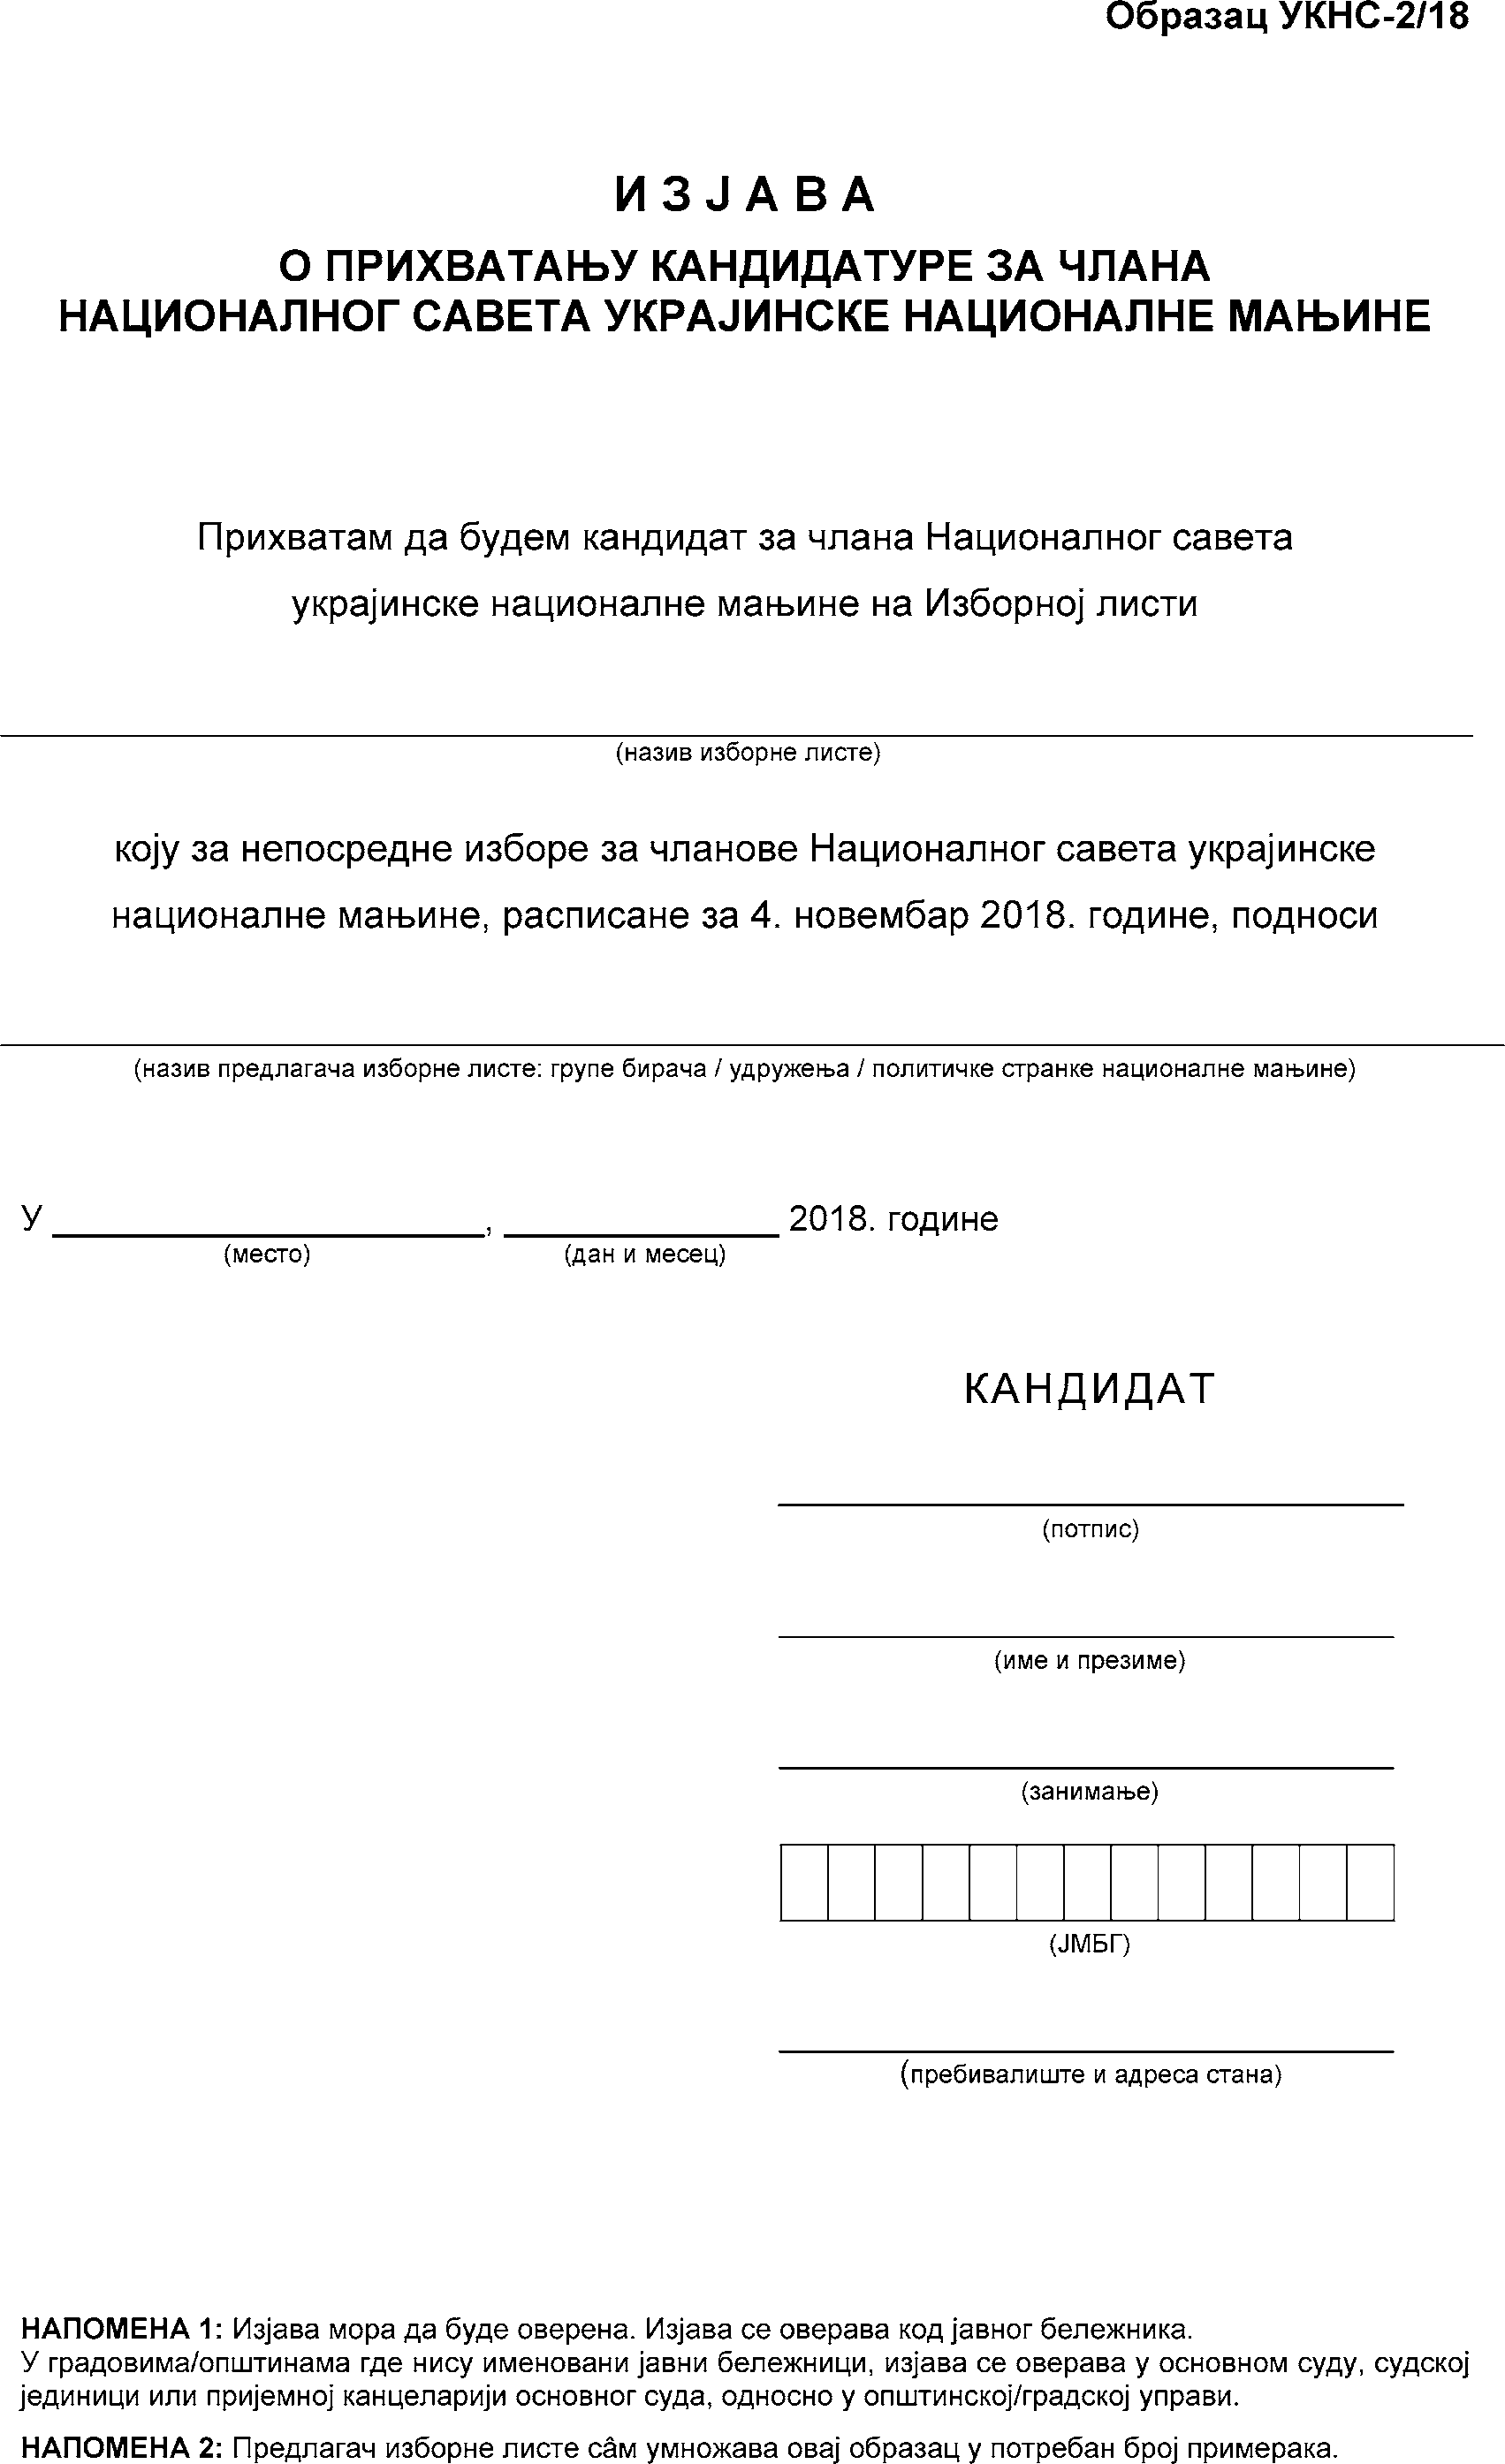 Образац УКНС-2/18
И З Ј А В А
О ПРИХВАТАЊУ КАНДИДАТУРЕ ЗА ЧЛАНА
НАЦИОНАЛНОГ САВЕТА УКРАЈИНСКЕ НАЦИОНАЛНЕ МАЊИНЕ
Прихватам да будем кандидат за члана Националног савета
украјинске националне мањине на Изборној листи
(назив изборне листе)
коју за непосредне изборе за чланове Националног савета украјинске
националне мањине, расписане за 4. новембар 2018. године, подноси
(назив предлагача изборне листе: групе бирача / удружења / политичке странке националне мањине)
У ____________________, ____________ 2018. године
(место) (дан и месец)
КАНДИДАТ
(потпис)
(име и презиме)
(занимање)
(ЈМБГ)
(пребивалиште и адреса стана)
НАПОМЕНА 1: Изјава мора да буде оверена. Изјава се оверава код јавног бележника.
У градовима/општинама где нису именовани јавни бележници, изјава се оверава у основном суду, судској
јединици или пријемној канцеларији основног суда, односно у општинској/градској управи.
НАПОМЕНА 2: Предлагач изборне листе сâм умножава овај образац у потребан број примерака.